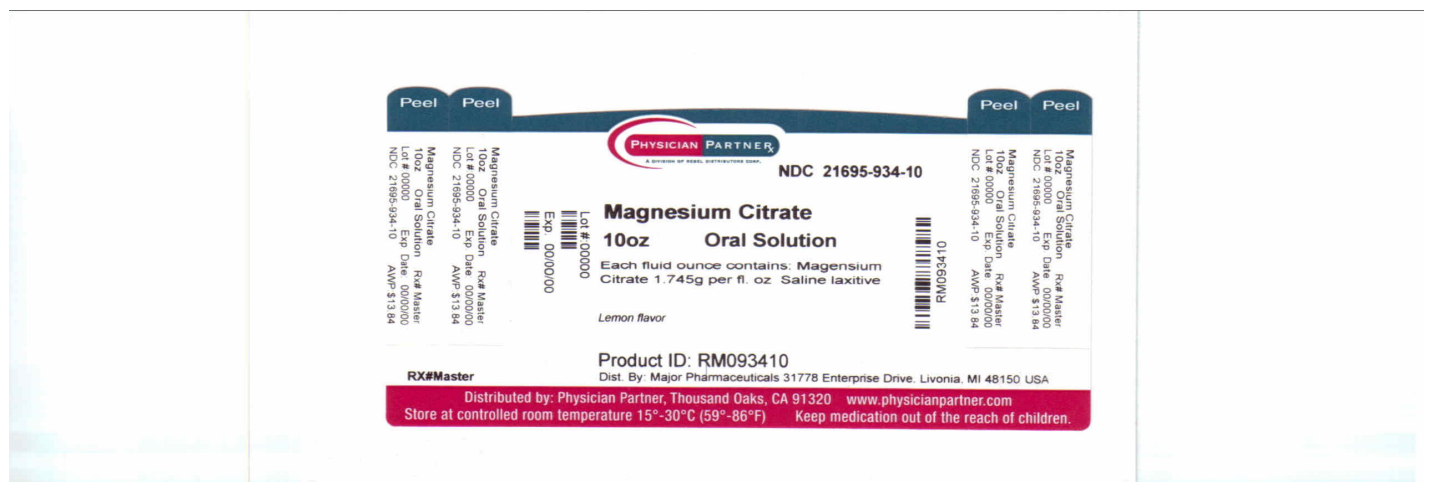 Peel
Peel
Magnesium Citrate
10oz Oral Solution Rx# Master
Lot # 00000 Exp Date 00/00/00
NDC 21695-934-10 AWP $13 84
Magnesium Citrate
10oz Oral Solution Rx# Master
Lot # 00000 Exp Date 00/00/00
NDC 21695-934-10 AWP $13 84
RX#Master
PHYSICIAN PARTNER Rx
A DIVISION OF REBEL DISTRIBUTORS CORP.
NDC 21695-934-10
Lot #:00000
Exp. 00/00/00
Magnesium Citrate
10oz Oral Solution
Each fluid ounce contains: Magensium
Citrate 1.745g per fl. oz Saline laxitive
Lemon flavor
RM093410
Product ID: RM093410
Dist. By: Major Pharmaceuticals 31778 Enterprise Drive. Livonia, MI 48150 USA
Peel
Peel
Magnesium Citrate
10oz Oral Solution Rx# Master
Lot # 00000 Exp Date 00/00/00
NDC 21695-934-10 AWP $13 84
Magnesium Citrate
10oz Oral Solution Rx# Master
Lot # 00000 Exp Date 00/00/00
NDC 21695-934-10 AWP $13 84
Distributed by: Physician Partner, Thousand Oaks, CA 91320 www.physicianpartner.com
Store at controlled room temperature 15°-30°C (59°-86°F) Keep medication out of the reach of children.